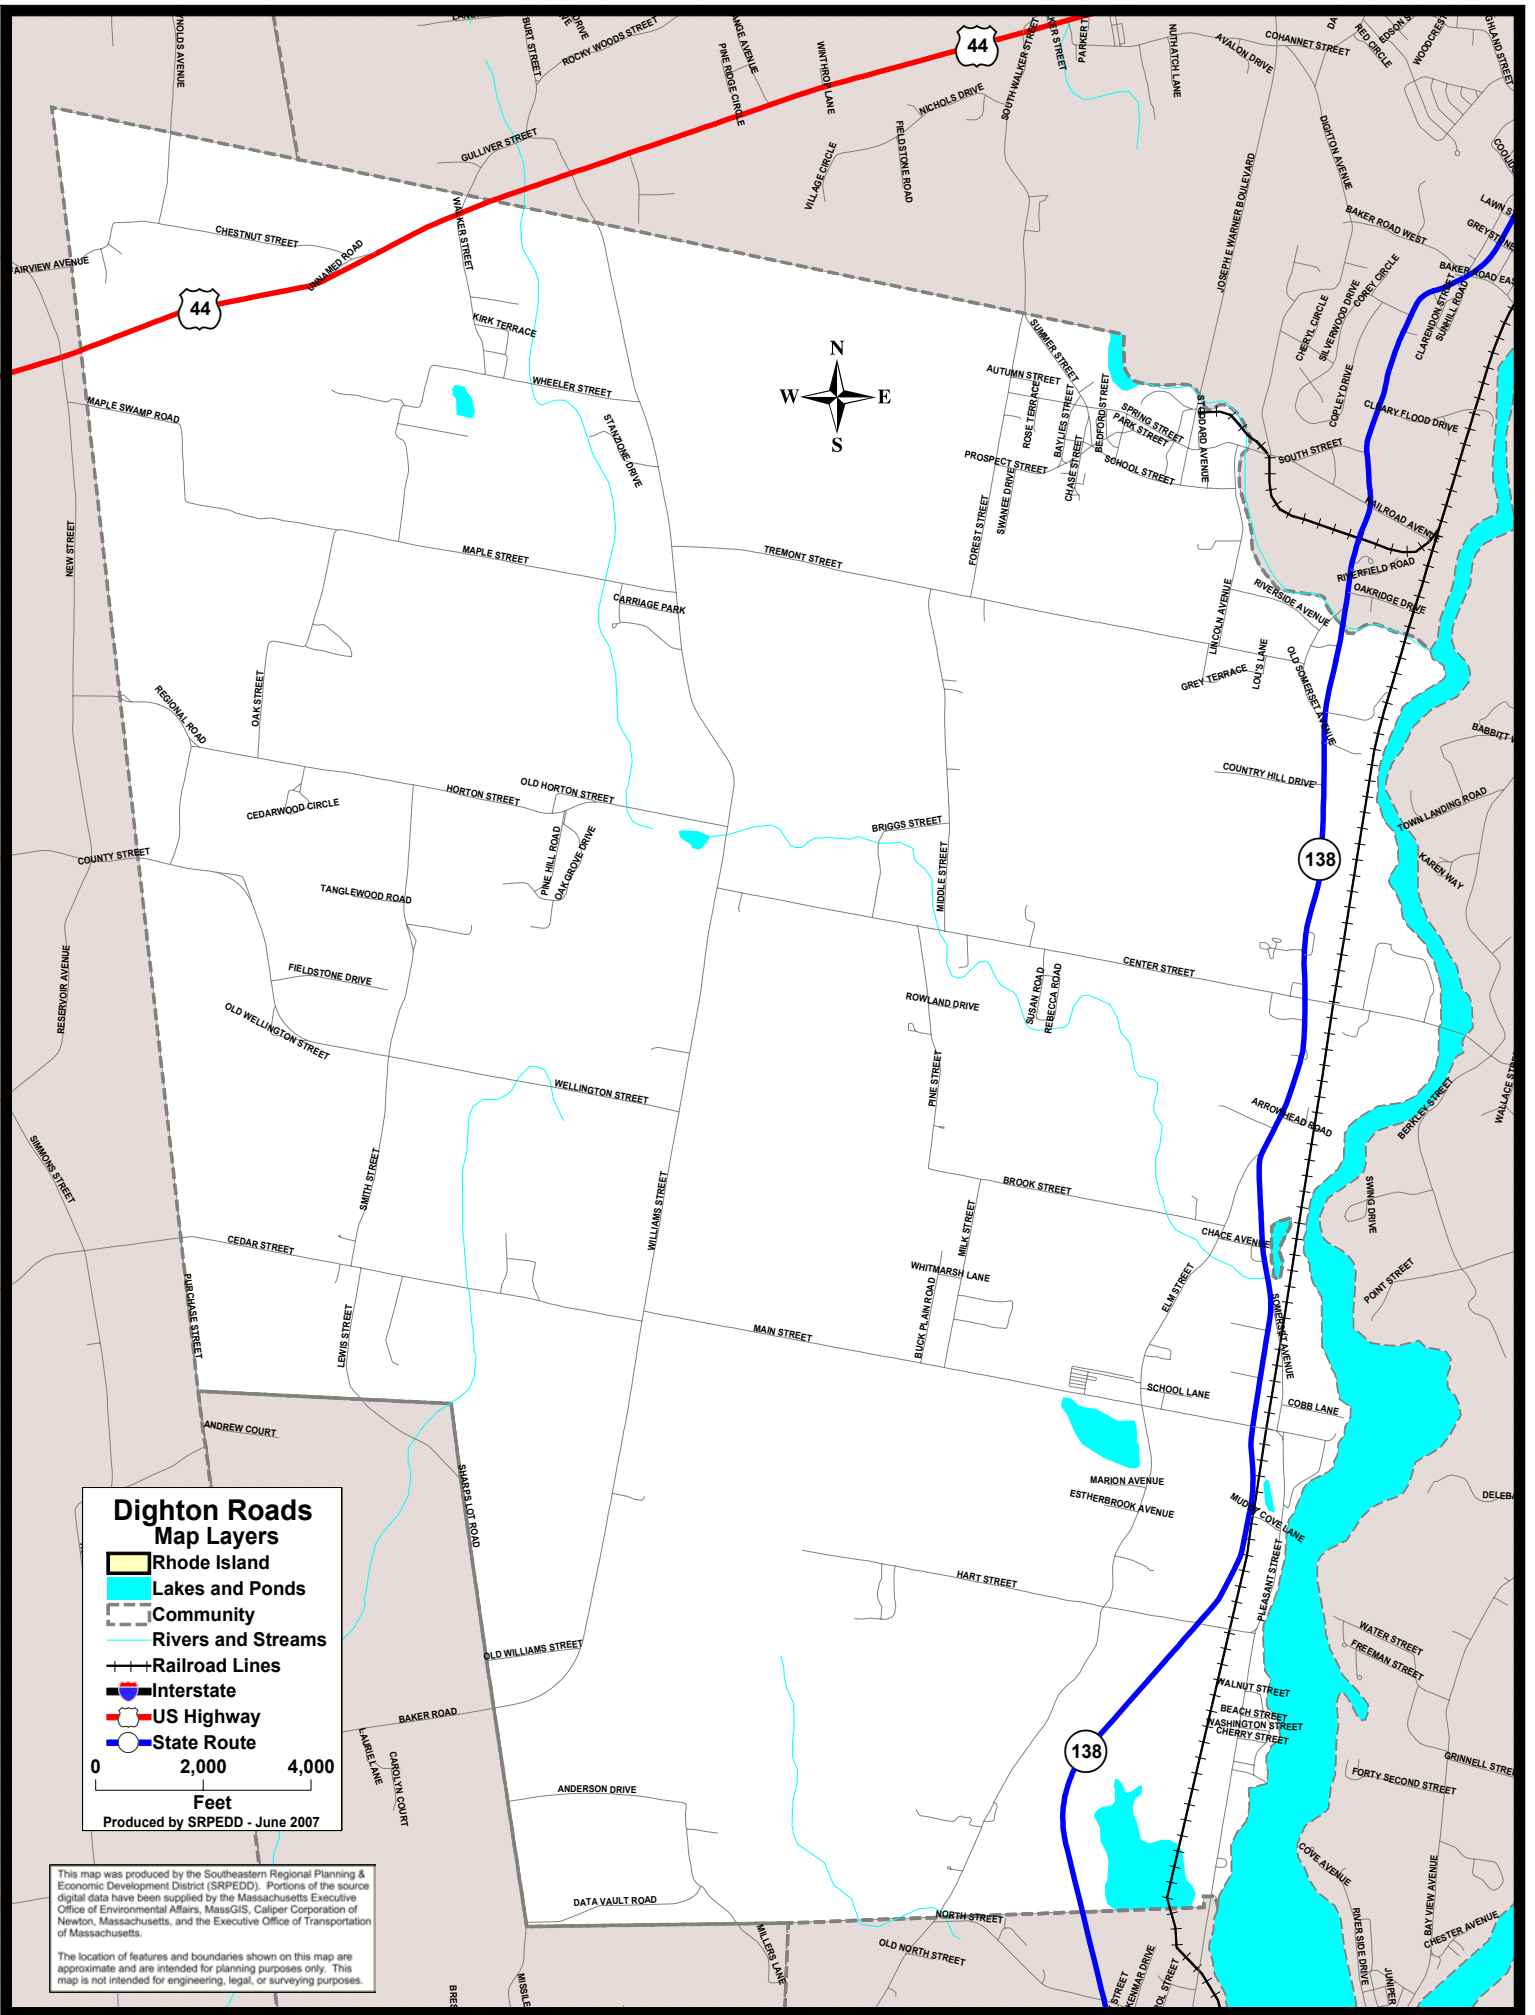 BURT STREET
ROCKY WOODS STREET
PINE RIDGE CIRCLE
WINTHROP LANE
44
SOUTH WALKER STREET
NUTHATCH LANE
AVALON DRIVE
COHANNET STREET
RED CIRCLE
NICHOLS DRIVE
FIELDSTONE ROAD
VILLAGE CIRCLE
GULLIVER STREET
DIGHTON AVENUE
JOSEPH E WARNER BOULEVARD
BAKER ROAD WEST
WALKER STREET
CHESTNUT STREET
UNNAMED ROAD
44
KIRK TERRACE
WHEELER STREET
STANZIONE DRIVE
MAPLE SWAMP ROAD
N
W
E
S
SUMMER STREET
AUTUMN STREET
ROSE TERRACE
BAYLIES STREET
BEDFORD STREET
CHASE STREET
SPRING STREET
PARK STREET
SCHOOL STREET
STODDARD AVENUE
PROSPECT STREET
SWANEE DRIVE
FOREST STREET
CHERYL CIRCLE
SILVERWOOD DRIVE
COREY CIRCLE
COPLEY DRIVE
CLARENDON STREET
SUNHILL ROAD
CLEARY FLOOD DRIVE
SOUTH STREET
RAILROAD AVENUE
RIVERFIELD ROAD
OAKRIDGE DRIVE
RIVERSIDE AVENUE
NEW STREET
MAPLE STREET
TREMONT STREET
CARRIAGE PARK
LINCOLN AVENUE
GREY TERRACE
LOU'S LANE
OLD SOMERSET AVENUE
OAK STREET
REGIONAL ROAD
COUNTRY HILL DRIVE
TOWN LANDING ROAD
KAREN WAY
138
CEDARWOOD CIRCLE
HORTON STREET
OLD HORTON STREET
PINE HILL ROAD
OAK GROVE DRIVE
BRIGGS STREET
MIDDLE STREET
COUNTY STREET
TANGLEWOOD ROAD
FIELDSTONE DRIVE
OLD WELLINGTON STREET
WELLINGTON STREET
RESERVOIR AVENUE
CENTER STREET
ROWLAND DRIVE
SUSAN ROAD
REBECCA ROAD
PINE STREET
ARROWHEAD ROAD
BERKLEY STREET
SIMMONS STREET
SMITH STREET
WILLIAMS STREET
BROOK STREET
MILK STREET
CHACE AVENUE
SWING DRIVE
POINT STREET
CEDAR STREET
PURCHASE STREET
LEWIS STREET
WHITMARSH LANE
BUCK PLAIN ROAD
ELM STREET
SOMERSET AVENUE
MAIN STREET
SCHOOL LANE
COBB LANE
ANDREW COURT
SHARPS LOT ROAD
MARION AVENUE
ESTHERBROOK AVENUE
MUDDY COVE LANE
PLEASANT STREET
HART STREET
WATER STREET
FREEMAN STREET
OLD WILLIAMS STREET
BAKER ROAD
LAURIE LANE
CAROLYN COURT
WALNUT STREET
BEACH STREET
WASHINGTON STREET
CHERRY STREET
138
FORTY SECOND STREET
ANDERSON DRIVE
DATA VAULT ROAD
COVE AVENUE
BAY VIEW AVENUE
RIVER SIDE DRIVE
CHESTER AVENUE
NORTH STREET
OLD NORTH STREET
MILLERS LANE
KENMAR DRIVE
Dighton Roads
Map Layers
Rhode Island
Lakes and Ponds
Community
Rivers and Streams
Railroad Lines
Interstate
US Highway
State Route
0 2,000 4,000
Feet
Produced by SRPEDD - June 2007
This map was produced by the Southeastern Regional Planning &
Economic Development District (SRPEDD). Portions of the source
digital data have been supplied by the Massachusetts Executive
Office of Environmental Affairs, MassGIS, Caliper Corporation of
Newton, Massachusetts, and the Executive Office of Transportation
of Massachusetts.
The location of features and boundaries shown on this map are
approximate and are intended for planning purposes only. This
map is not intended for engineering, legal, or surveying purposes.